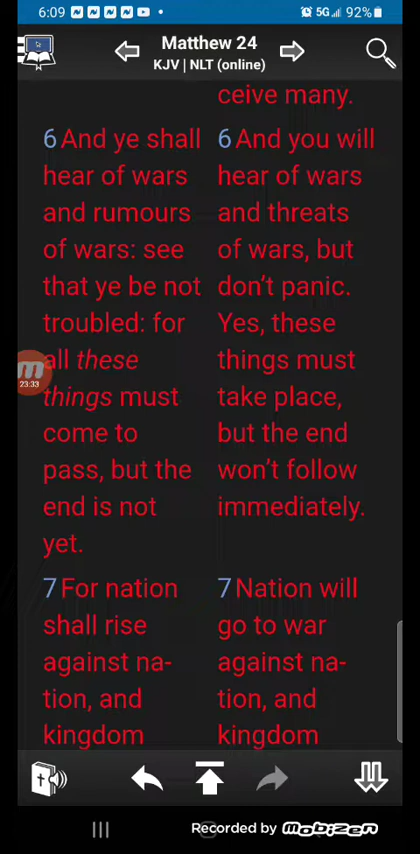 6:09 5G 92%
Matthew 24
KJV | NLT (online)
ceive many.
6 And ye shall
hear of wars
and rumours
of wars: see
that ye be not
troubled: for
all these
things must
come to
pass, but the
end is not
yet.
7 For nation
shall rise
against na-
tion, and
kingdom
6 And you will
hear of wars
and threats
of wars, but
don't panic.
Yes, these
things must
take place,
but the end
won't follow
immediately.
7 Nation will
go to war
against na-
tion, and
kingdom
23:33
Recorded by mobizen